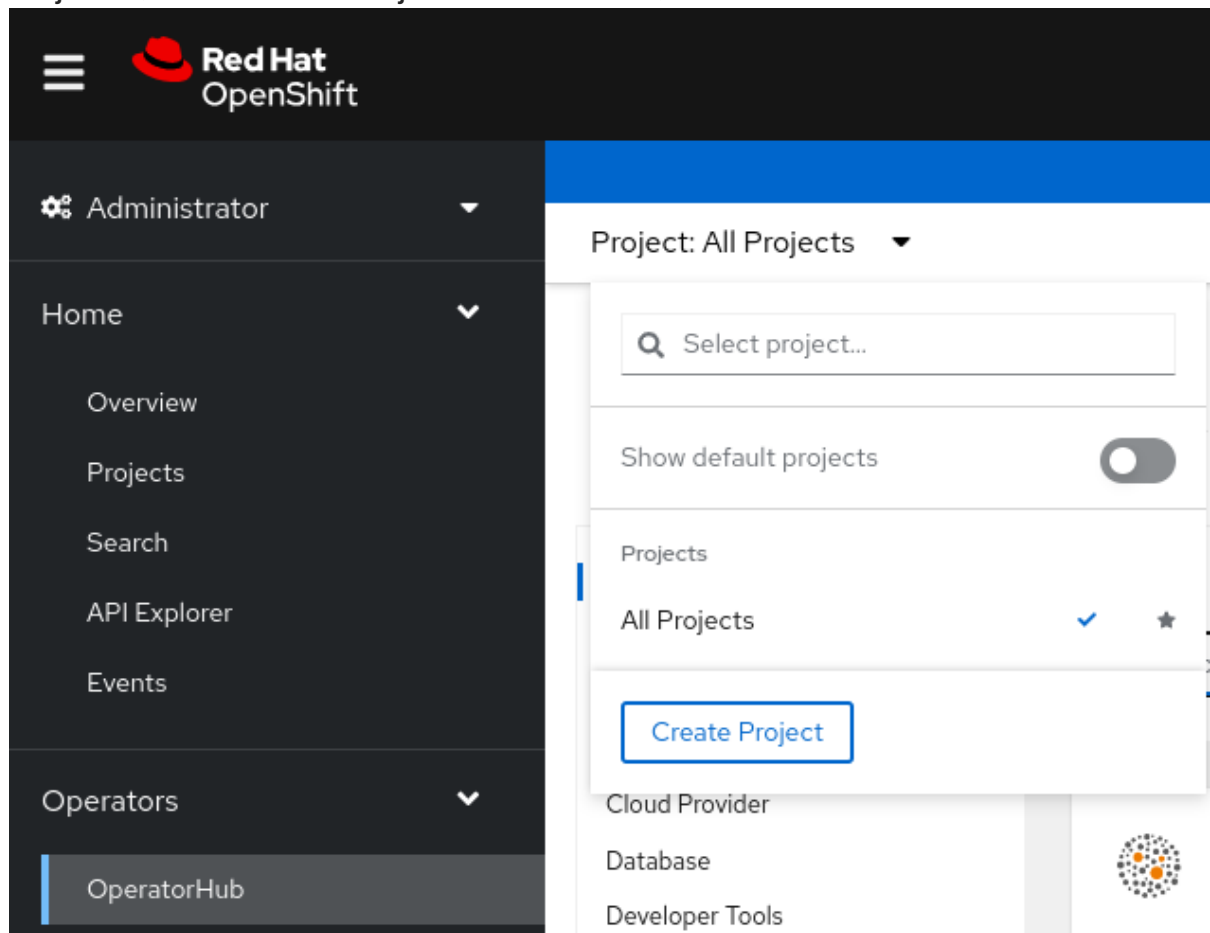 Red Hat
OpenShift
Administrator
Home
Overview
Projects
Search
API Explorer
Events
Operators
OperatorHub
Project: All Projects
Select project...
Show default projects
Projects
All Projects
Create Project
Cloud Provider
Database
Developer Tools